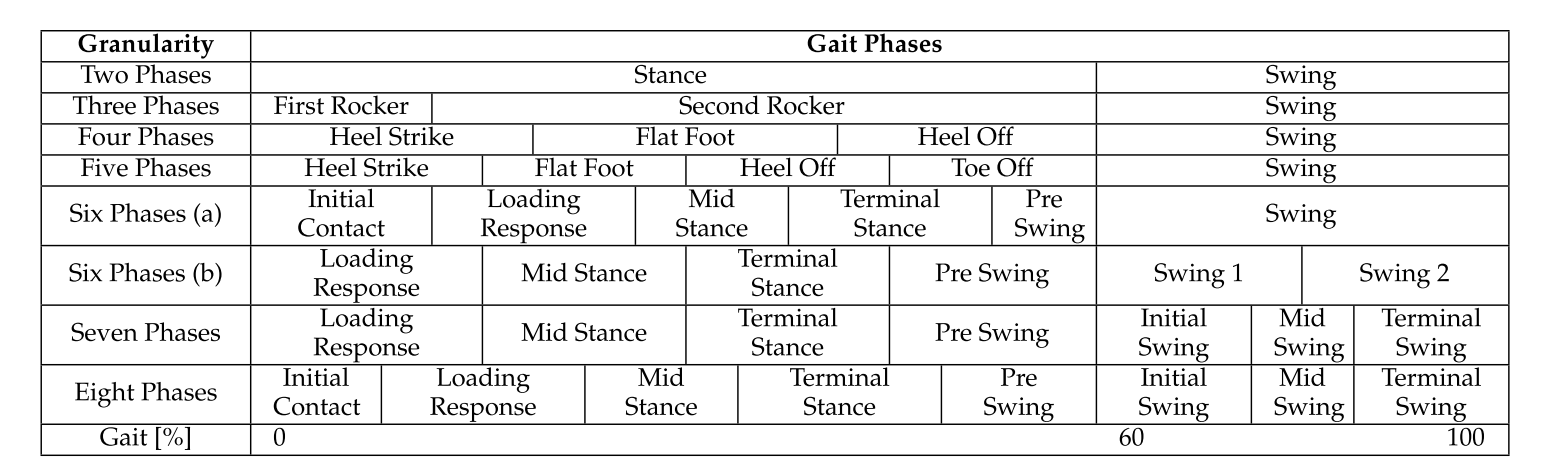 Granularity Gait Phases
Two Phases Stance Swing
Three Phases First Rocker Second Rocker Swing
Four Phases Heel Strike Flat Foot Heel Off Swing
Five Phases Heel Strike Flat Foot Heel Off Toe Off Swing
Six Phases (a) Initial Contact Loading Response Mid Stance Terminal Stance Pre Swing Swing
Six Phases (b) Loading Response Mid Stance Terminal Stance Pre Swing Swing 1 Swing 2
Seven Phases Loading Response Mid Stance Terminal Stance Pre Swing Initial Swing Mid Swing Terminal Swing
Eight Phases Initial Contact Loading Response Mid Stance Terminal Stance Pre Swing Initial Swing Mid Swing Terminal Swing
Gait [%] 0 60 100